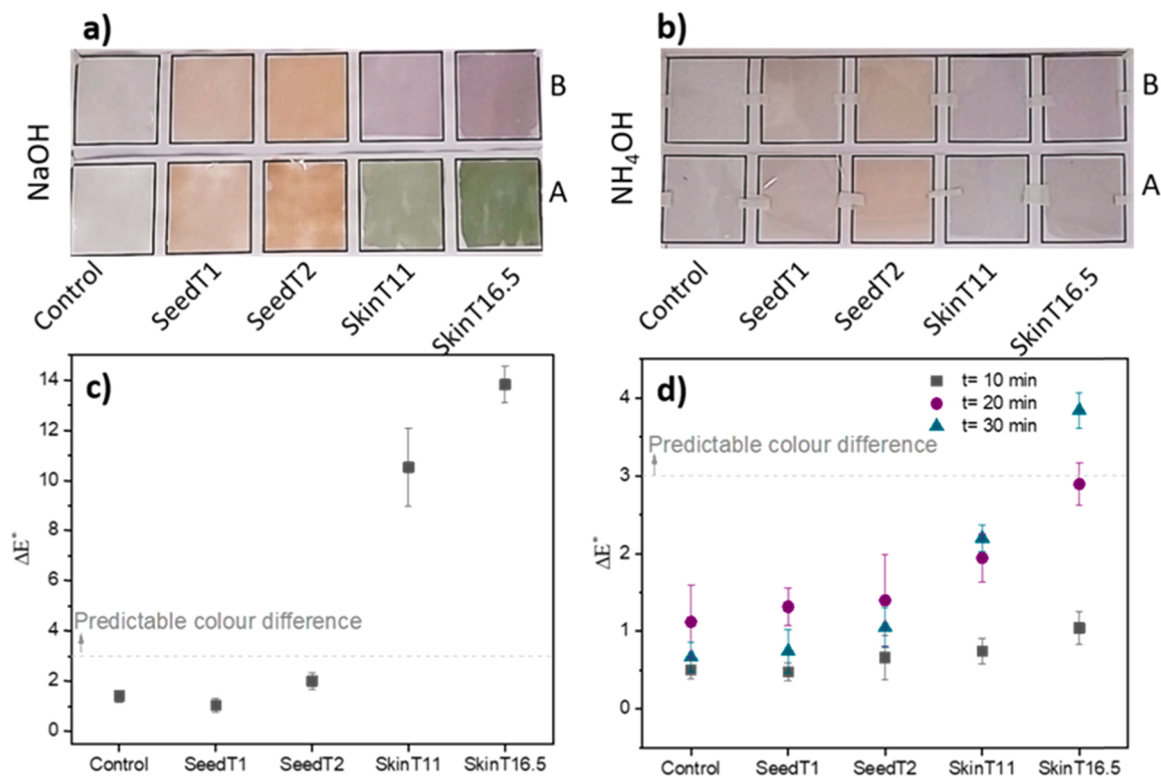 a)
b)
NaOH
B
A
NH4OH
B
A
Control
SeedT1
SeedT2
SkinT11
SkinT16.5
Control
SeedT1
SeedT2
SkinT11
SkinT16.5
c)
ΔE*
14
12
10
8
6
4
2
0
Predictable colour difference
Control
SeedT1
SeedT2
SkinT11
SkinT16.5
d)
t= 10 min
t= 20 min
t= 30 min
ΔE*
4
3
2
1
0
Predictable colour difference
Control
SeedT1
SeedT2
SkinT11
SkinT16.5